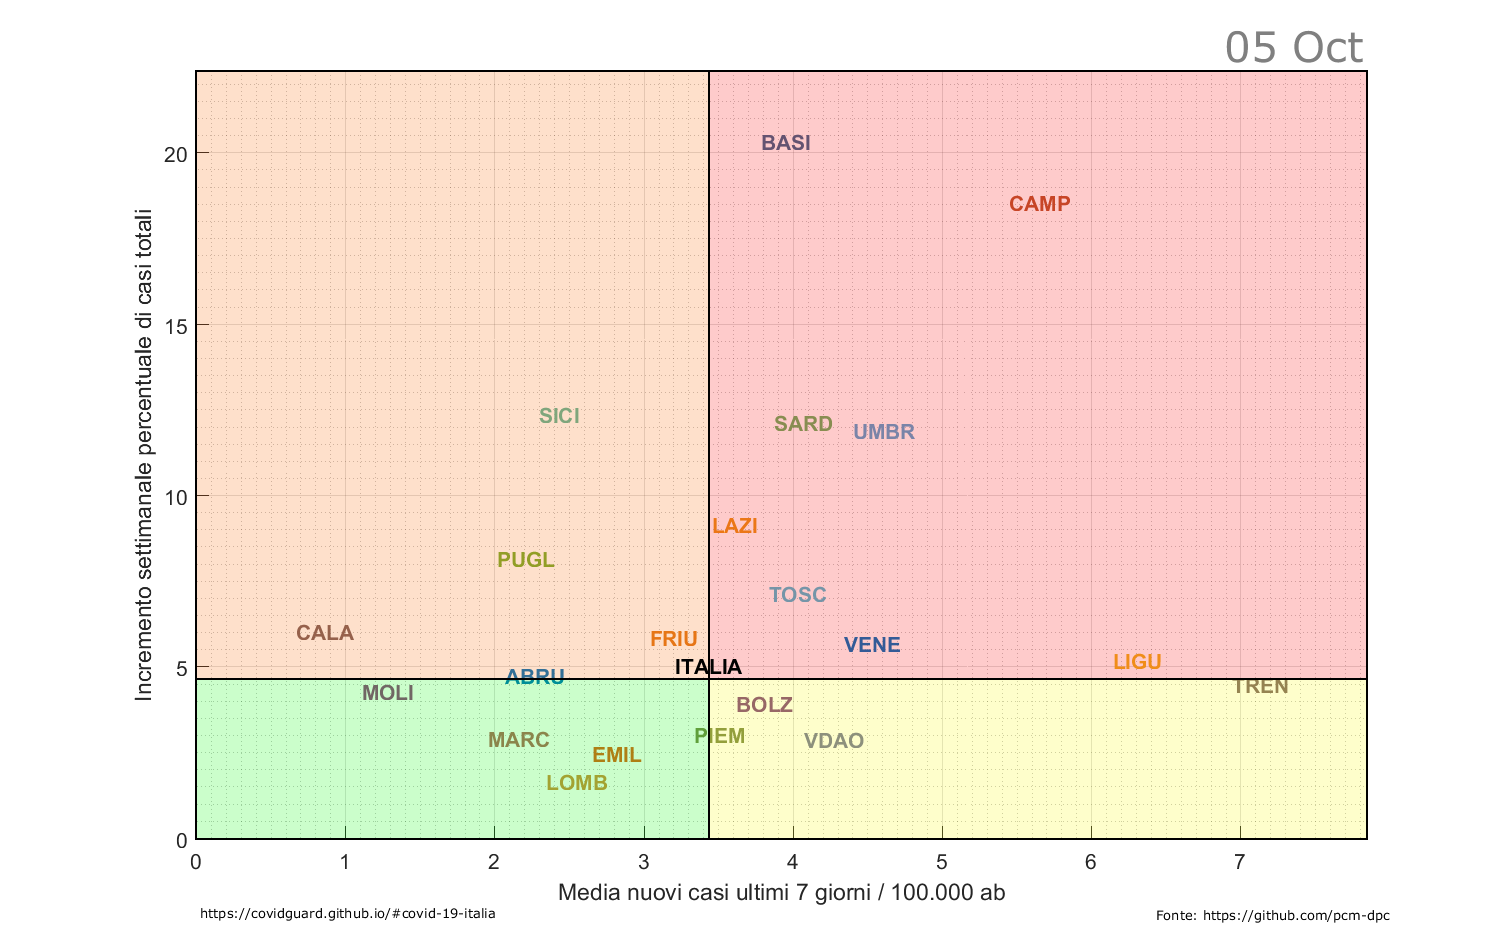 05 Oct
Incremento settimanale percentuale di casi totali
20
15
10
5
0
BASI
CAMP
SICI
SARD
UMBR
LAZI
PUGL
TOSC
CALA
FRIU
VENE
ITALIA
LIGU
ABRU
TREN
MOLI
BOLZ
PIEM
MARC
VDAO
EMIL
LOMB
0 1 2 3 4 5 6 7
Media nuovi casi ultimi 7 giorni / 100.000 ab
https://covidguard.github.io/#covid-19-italia
Fonte: https://github.com/pcm-dpc